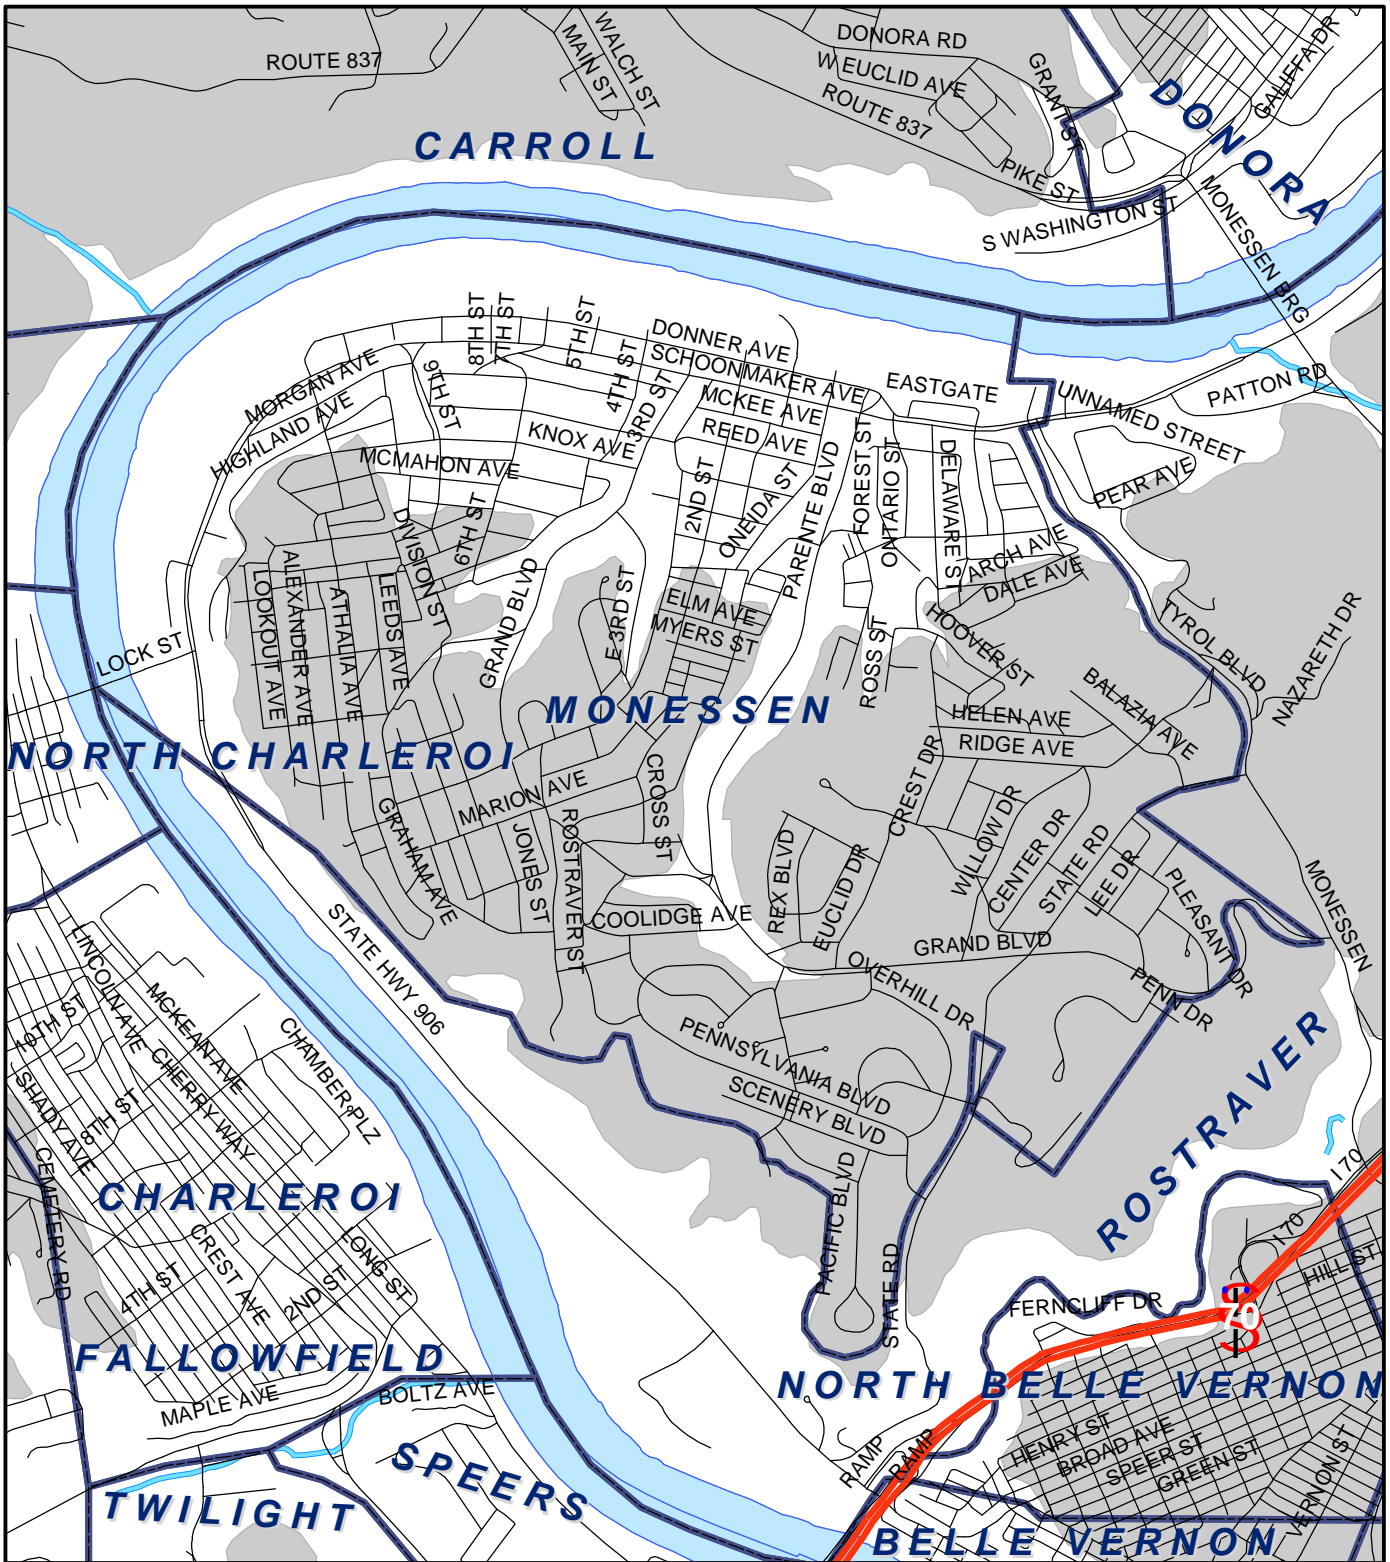 ROUTE 837
MAIN ST
WALCH ST
DONORA RD
W EUCLID AVE
ROUTE 837
GRANT ST
GALIFFA DR
DONORA
CARROLL
PIKE ST
S WASHINGTON ST
MONESSEN BRG
8TH ST
7TH ST
5TH ST
4TH ST
3RD ST
DONNER AVE
SCHOONMAKER AVE
MCKEE AVE
REED AVE
EASTGATE
UNNAMED STREET
PATTON RD
PEAR AVE
MORGAN AVE
HIGHLAND AVE
9TH ST
KNOX AVE
MCMAHON AVE
6TH ST
DIVISION ST
2ND ST
ONEIDA ST
PARENTE BLVD
FOREST ST
ONTARIO ST
DELAWARE ST
ARCH AVE
DALE AVE
LOOKOUT AVE
ALEXANDER AVE
ATHALIA AVE
LEEDS AVE
GRAND BLVD
E 3RD ST
ELM AVE
MYERS ST
ROSS ST
HOOVER ST
TYROL BLVD
NAZARETH DR
LOCK ST
MONESSEN
BALAZIA AVE
HELEN AVE
RIDGE AVE
NORTH CHARLEROI
MARION AVE
CROSS ST
CREST DR
GRAHAM AVE
JONES ST
ROSTRAVER ST
REX BLVD
EUCLID DR
WILLOW DR
CENTER DR
STATE RD
LEE DR
PLEASANT DR
MONESSEN
COOLIDGE AVE
GRAND BLVD
STATE HWY 906
OVERHILL DR
PENN DR
LINCOLN AVE
MCKEAN AVE
10TH ST
CHERRY WAY
CHAMBER PLZ
SHADY AVE
8TH ST
PENNSYLVANIA BLVD
SCENERY BLVD
ROSTRAVER
CEMETERY RD
CHARLEROI
PACIFIC BLVD
STATE RD
I 70
I 70
HILL ST
4TH ST
CREST AVE
2ND ST
LONG ST
FERNCLIFF DR
70
FALLOWFIELD
NORTH BELLE VERNON
MAPLE AVE
BOLTZ AVE
RAMP
RAMP
HENRY ST
BROAD AVE
SPEER ST
GREEN ST
VERNON ST
SPEERS
TWILIGHT
BELLE VERNON